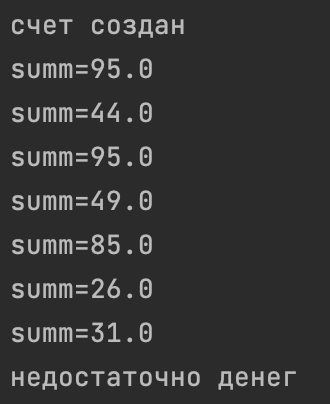 счет создан
summ=95.0
summ=44.0
summ=95.0
summ=49.0
summ=85.0
summ=26.0
summ=31.0
недостаточно денег